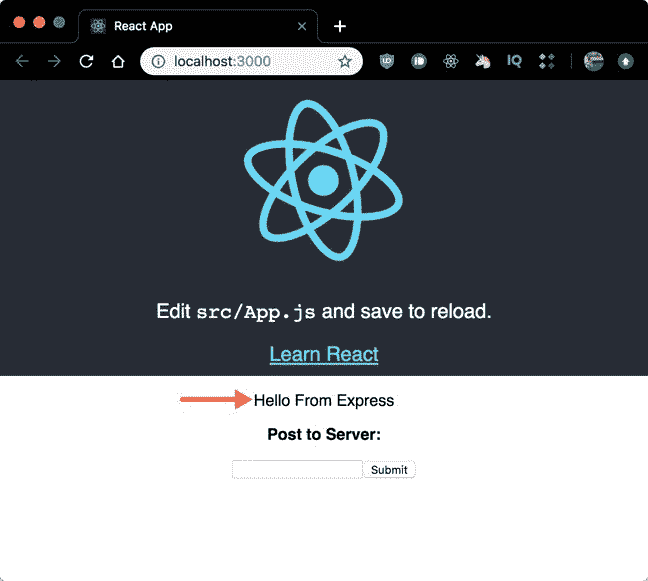 React App
localhost:3000
IQ
Edit src/App.js and save to reload.
Learn React
Hello From Express
Post to Server:
Submit